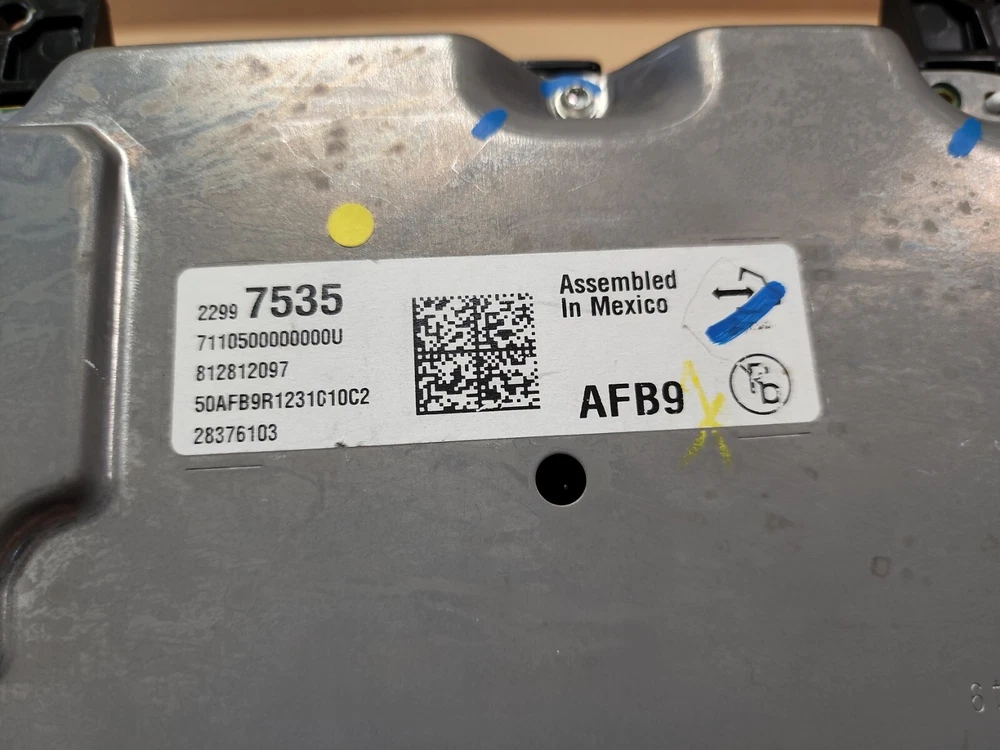 2299 7535
7110500000000U
812812097
50AFB9R1231C10C2
28376103
Assembled
In Mexico
AFB9